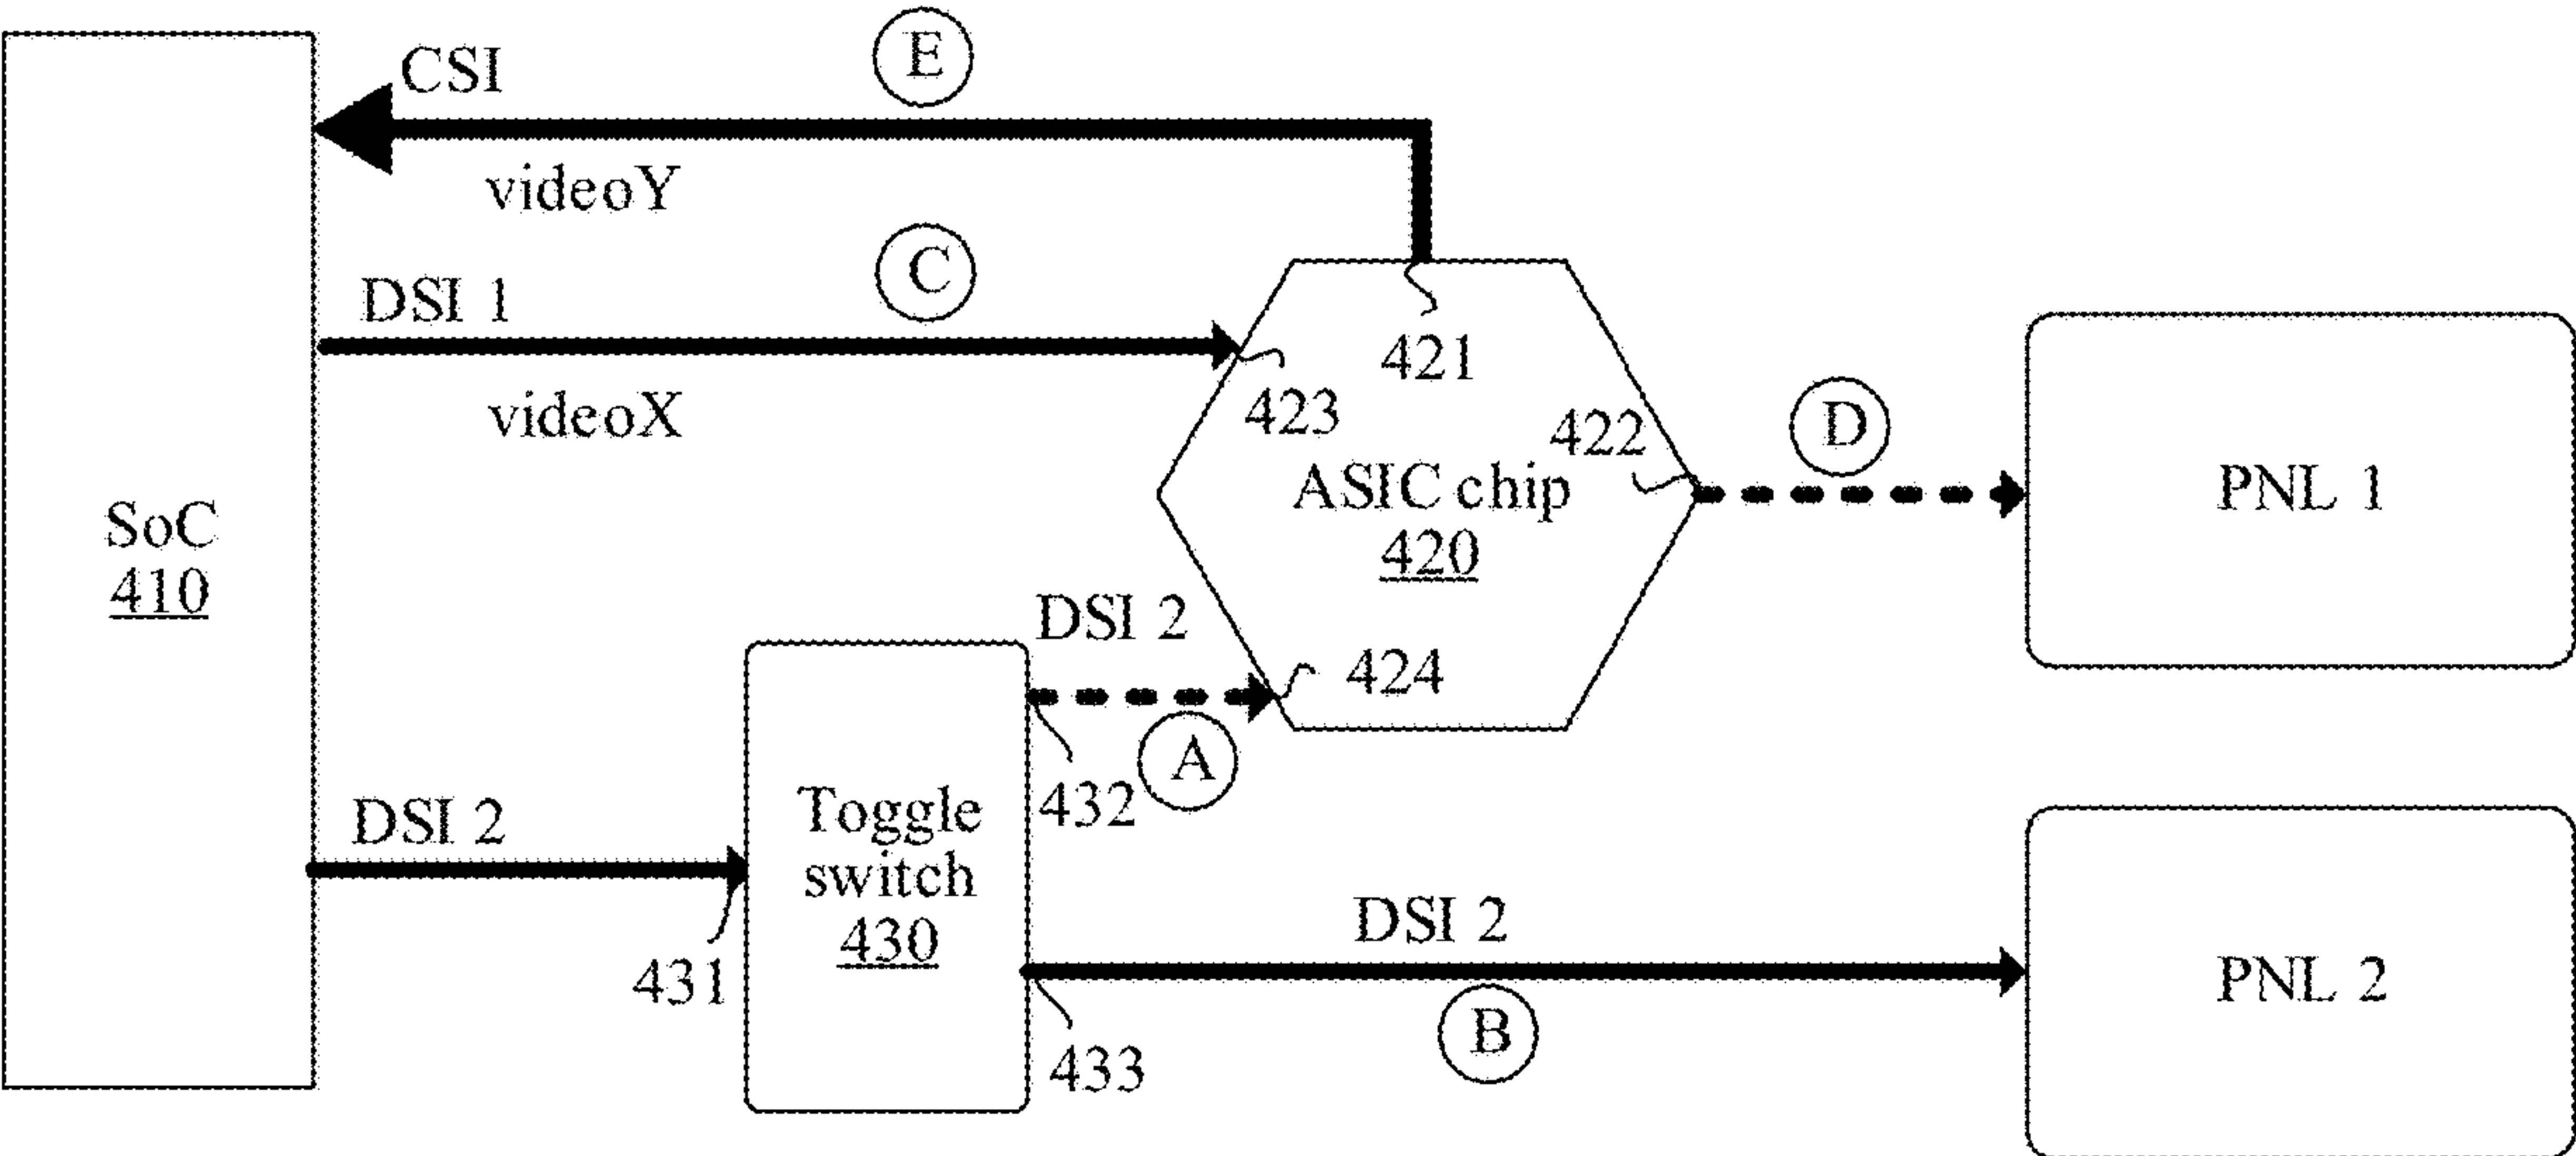 E
CSI
videoY
C
DSI 1
videoX
421
423
422
D
ASIC chip
420
PNL 1
SoC
410
DSI 2
424
A
432
Toggle
switch
430
DSI 2
431
DSI 2
433
B
PNL 2